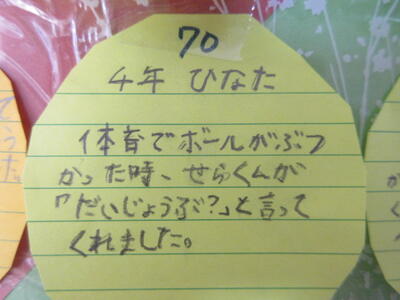 70
4年 ひなた
体育でボールがぶつ
かった時、せらくんが
「だいじょうぶ?」と言って
くれました。